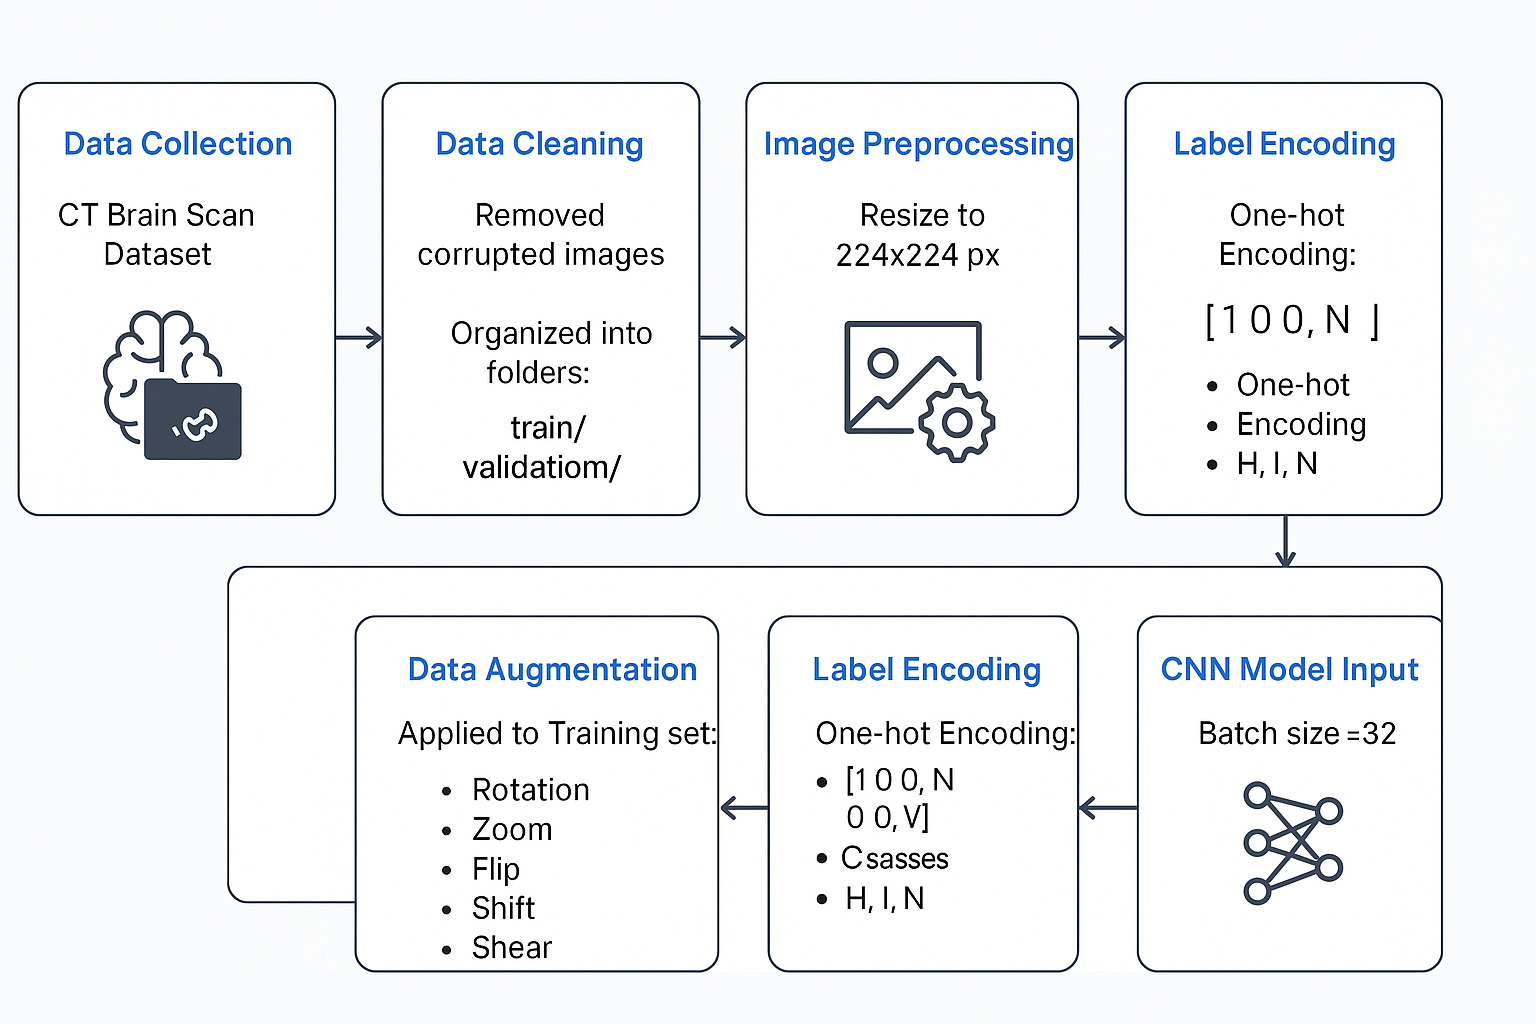 Data Collection
CT Brain Scan
Dataset
Data Cleaning
Removed
corrupted images
Organized into
folders:
train/
validatiom/
Image Preprocessing
Resize to
224x224 px
Label Encoding
One-hot
Encoding:
[1 0 0, N ]
• One-hot
• Encoding
• H, I, N
Data Augmentation
Applied to Training set:
• Rotation
• Zoom
• Flip
• Shift
• Shear
Label Encoding
One-hot Encoding:
• [1 0 0, N
0 0, V]
• Csasses
• H, I, N
CNN Model Input
Batch size =32